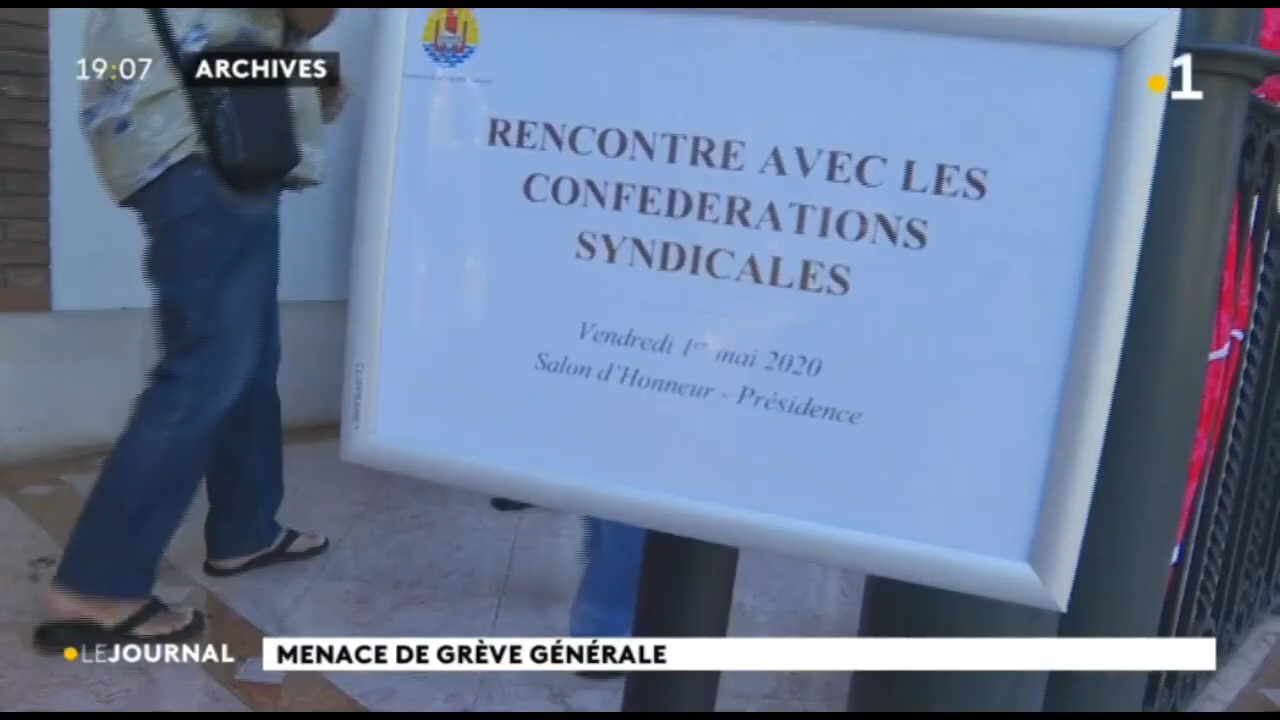 19:07
ARCHIVES
1
RENCONTRE AVEC LES
CONFEDERATIONS
SYNDICALES
Vendredi 1er mai 2020
Salon d'Honneur - Présidence
LEJOURNAL
MENACE DE GRÈVE GÉNÉRALE